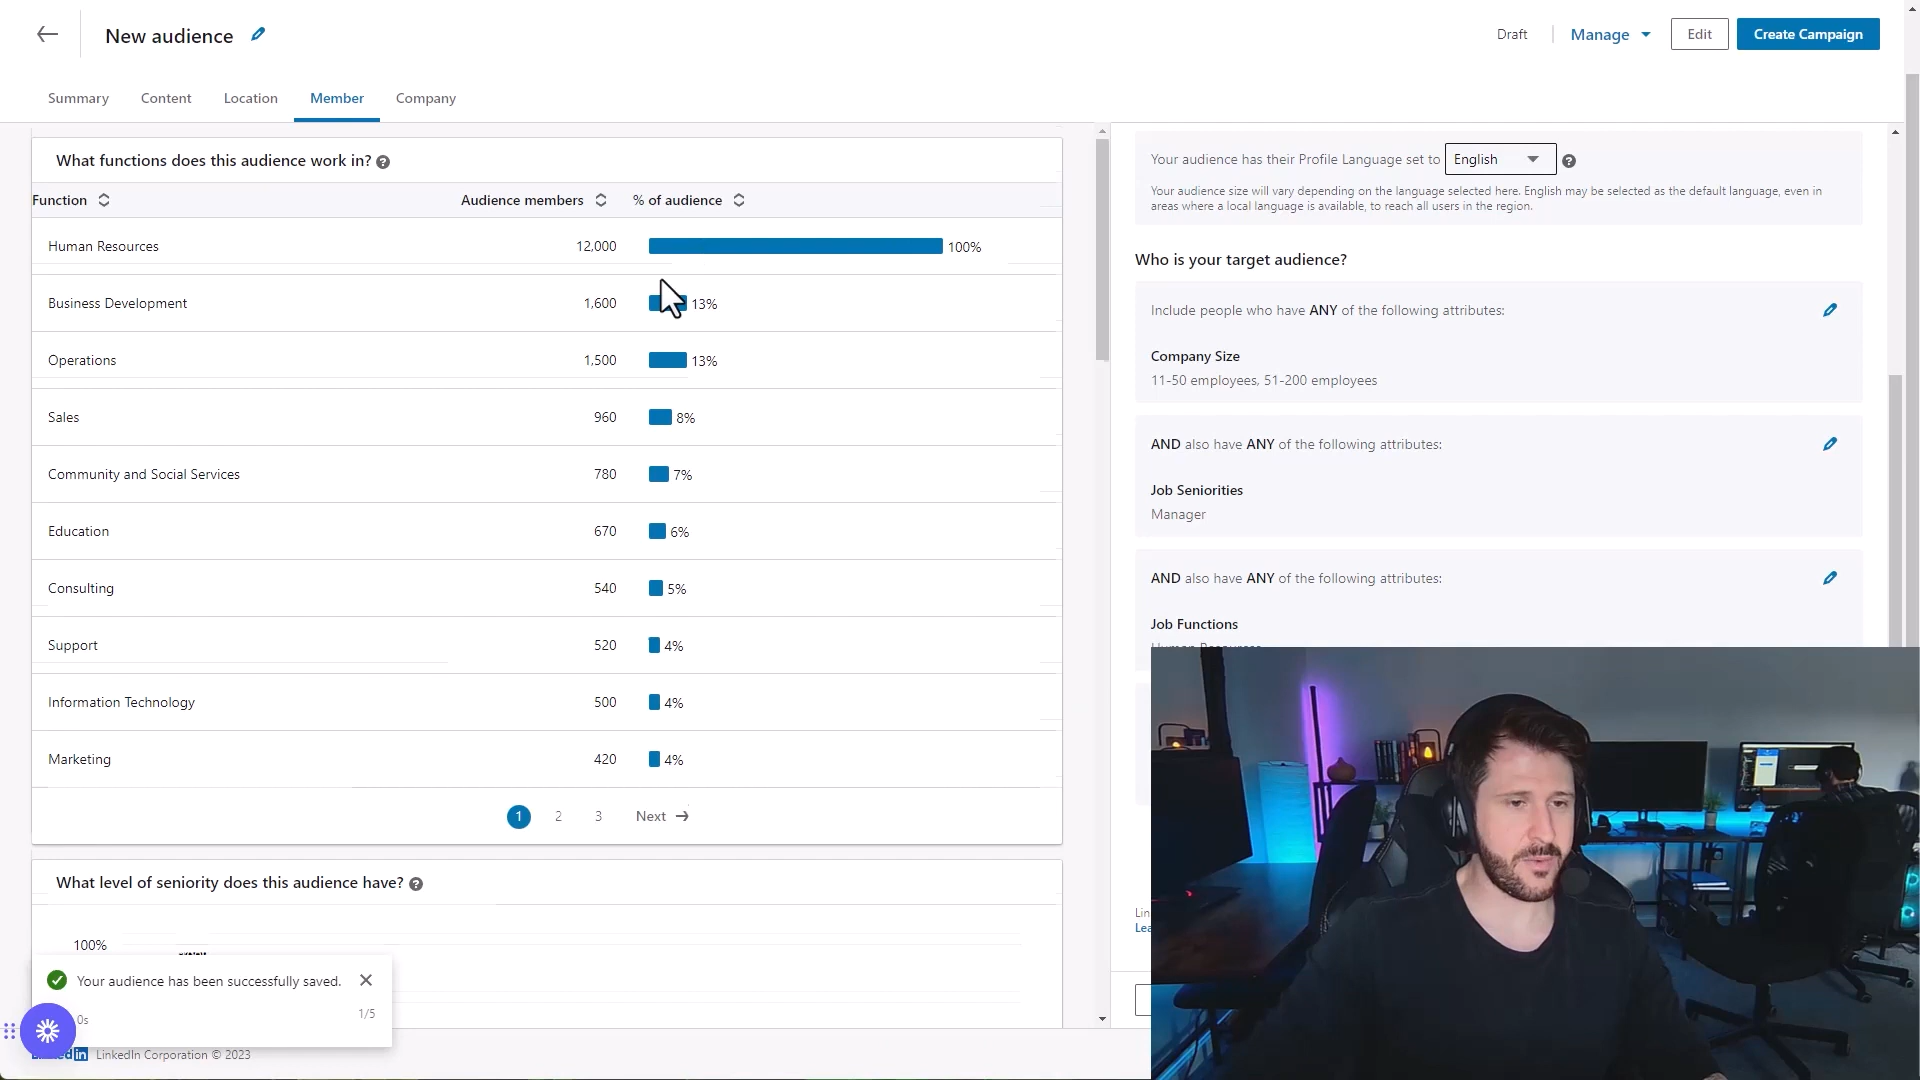 New audience
Draft
Manage
Edit
Create Campaign
Summary
Content
Location
Member
Company
What functions does this audience work in?
Function
Audience members
% of audience
Human Resources 12,000 100%
Business Development 1,600 13%
Operations 1,500 13%
Sales 960 8%
Community and Social Services 780 7%
Education 670 6%
Consulting 540 5%
Support 520 4%
Information Technology 500 4%
Marketing 420 4%
1 2 3 Next
What level of seniority does this audience have?
100%
Your audience has been successfully saved.
0s
1/5
LinkedIn Corporation © 2023
Your audience has their Profile Language set to English
Your audience size will vary depending on the language selected here. English may be selected as the default language, even in
areas where a local language is available, to reach all users in the region.
Who is your target audience?
Include people who have ANY of the following attributes:
Company Size
11-50 employees, 51-200 employees
AND also have ANY of the following attributes:
Job Seniorities
Manager
AND also have ANY of the following attributes:
Job Functions
Human Resources